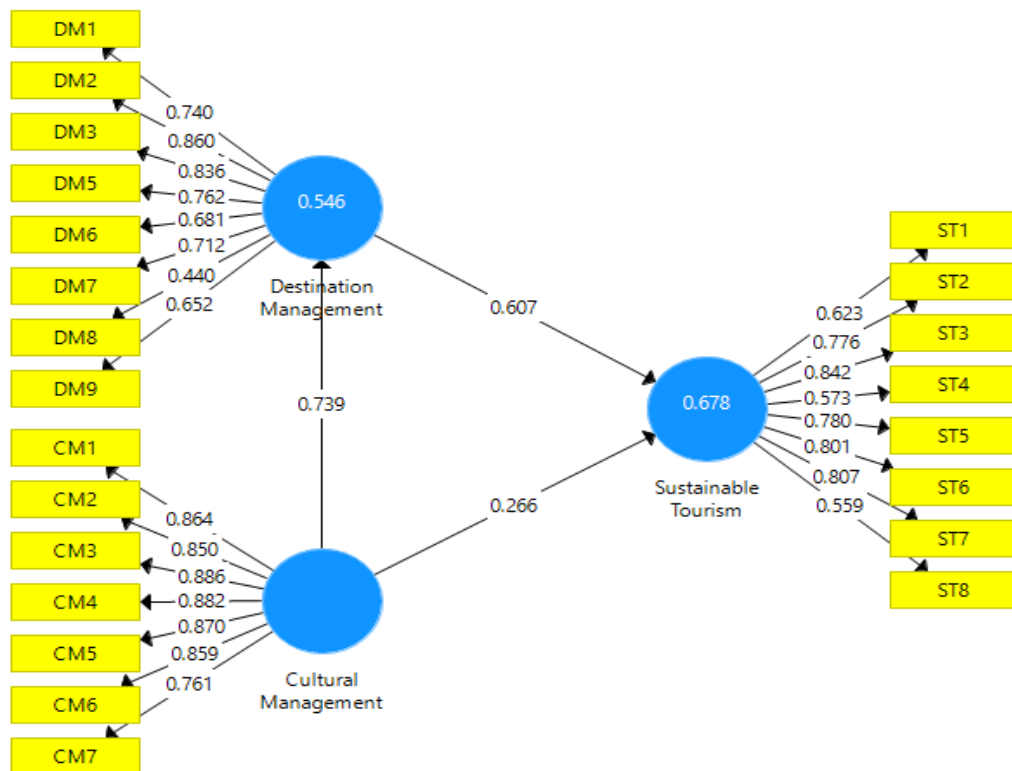 DM1
DM2
DM3
DM5
DM6
DM7
DM8
DM9
0.740
0.860
0.836
0.762
0.681
0.712
0.440
0.652
0.546
Destination
Management
0.607
0.739
CM1
CM2
CM3
CM4
CM5
CM6
CM7
0.864
0.850
0.886
0.882
0.870
0.859
0.761
Cultural
Management
0.266
0.678
Sustainable
Tourism
0.623
0.776
0.842
0.573
0.780
0.801
0.807
0.559
ST1
ST2
ST3
ST4
ST5
ST6
ST7
ST8